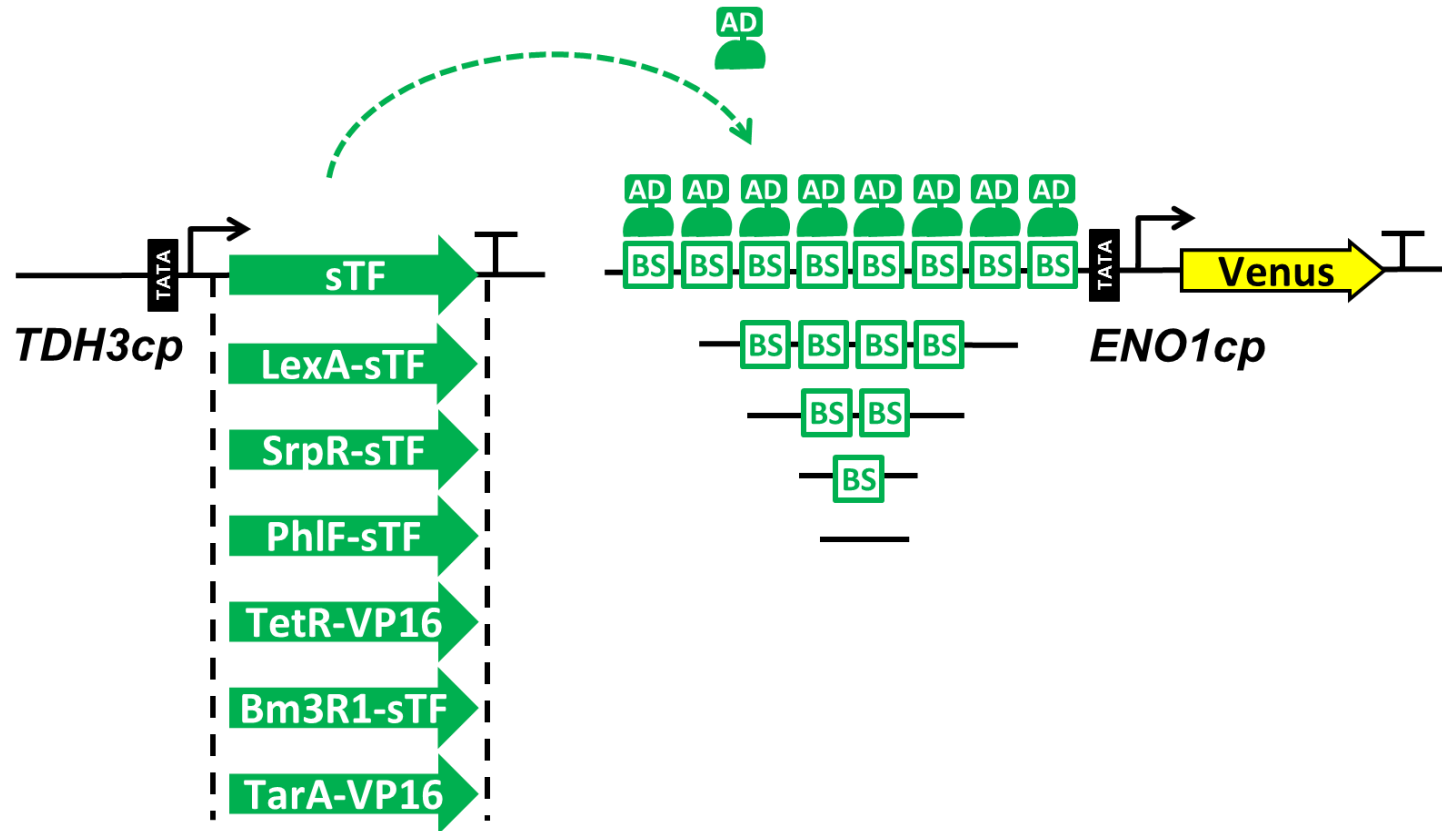 AD
AD AD AD AD AD AD AD AD
TATA sTF BS BS BS BS BS BS BS BS TATA Venus
TDH3cp ENO1cp
LexA-sTF BS BS BS BS
SrpR-sTF BS BS
BS
PhlF-sTF
TetR-VP16
Bm3R1-sTF
TarA-VP16